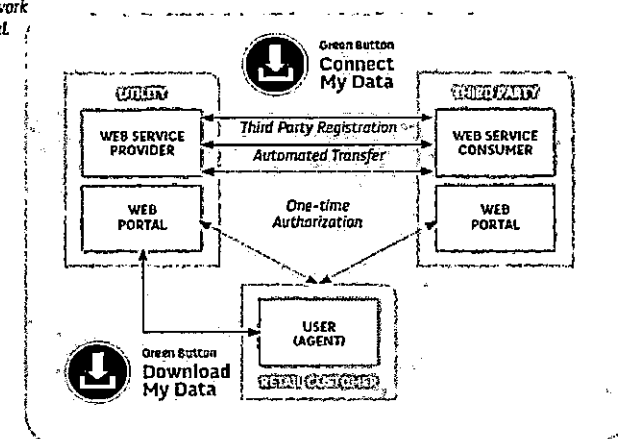 work
Green Button
Connect
My Data
UTILITY
THIRD PARTY
WEB SERVICE
PROVIDER
Third Party Registration
WEB SERVICE
CONSUMER
Automated Transfer
WEB
PORTAL
One-time
Authorization
WEB
PORTAL
USER
(AGENT)
Green Button
Download
My Data
RETAIL CUSTOMER